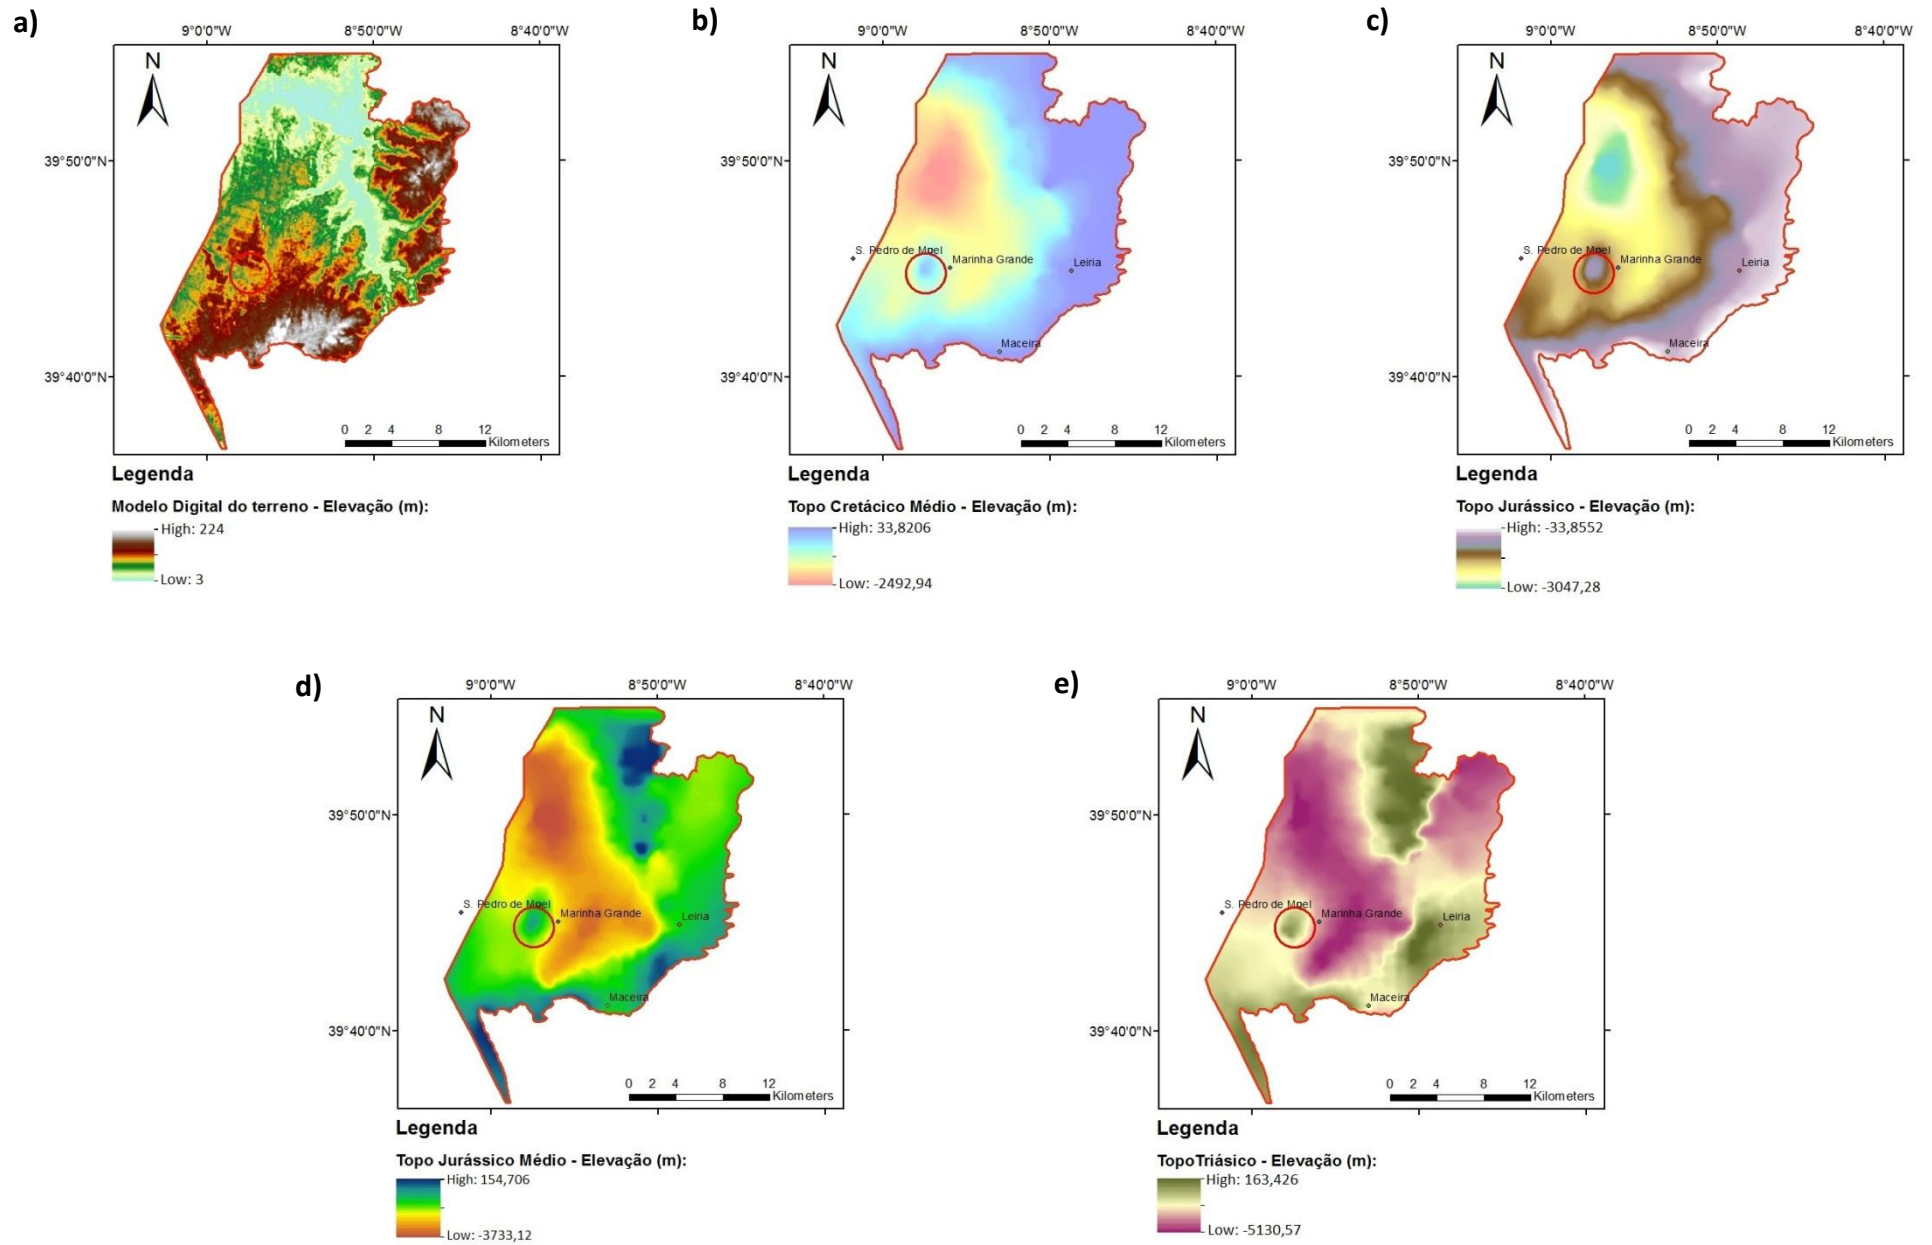 a)
9°0'0"W
8°50'0"W
8°40'0"W
N
39°50'0"N
39°40'0"N
0 2 4 8 12
Kilometers
Legenda
Modelo Digital do terreno - Elevação (m):
High: 224
Low: 3
b)
9°0'0"W
8°50'0"W
8°40'0"W
N
39°50'0"N
S. Pedro de Moel
Marinha Grande
Leiria
Maceira
39°40'0"N
0 2 4 8 12
Kilometers
Legenda
Topo Cretácico Médio - Elevação (m):
High: 33,8206
Low: -2492,94
c)
9°0'0"W
8°50'0"W
8°40'0"W
N
39°50'0"N
S. Pedro de Moel
Marinha Grande
Leiria
Maceira
39°40'0"N
0 2 4 8 12
Kilometers
Legenda
Topo Jurássico - Elevação (m):
High: -33,8552
Low: -3047,28
d)
9°0'0"W
8°50'0"W
8°40'0"W
N
39°50'0"N
S. Pedro de Moel
Marinha Grande
Leiria
Maceira
39°40'0"N
0 2 4 8 12
Kilometers
Legenda
Topo Jurássico Médio - Elevação (m):
High: 154,706
Low: -3733,12
e)
9°0'0"W
8°50'0"W
8°40'0"W
N
39°50'0"N
S. Pedro de Moel
Marinha Grande
Leiria
Maceira
39°40'0"N
0 2 4 8 12
Kilometers
Legenda
TopoTriásico - Elevação (m):
High: 163,426
Low: -5130,57